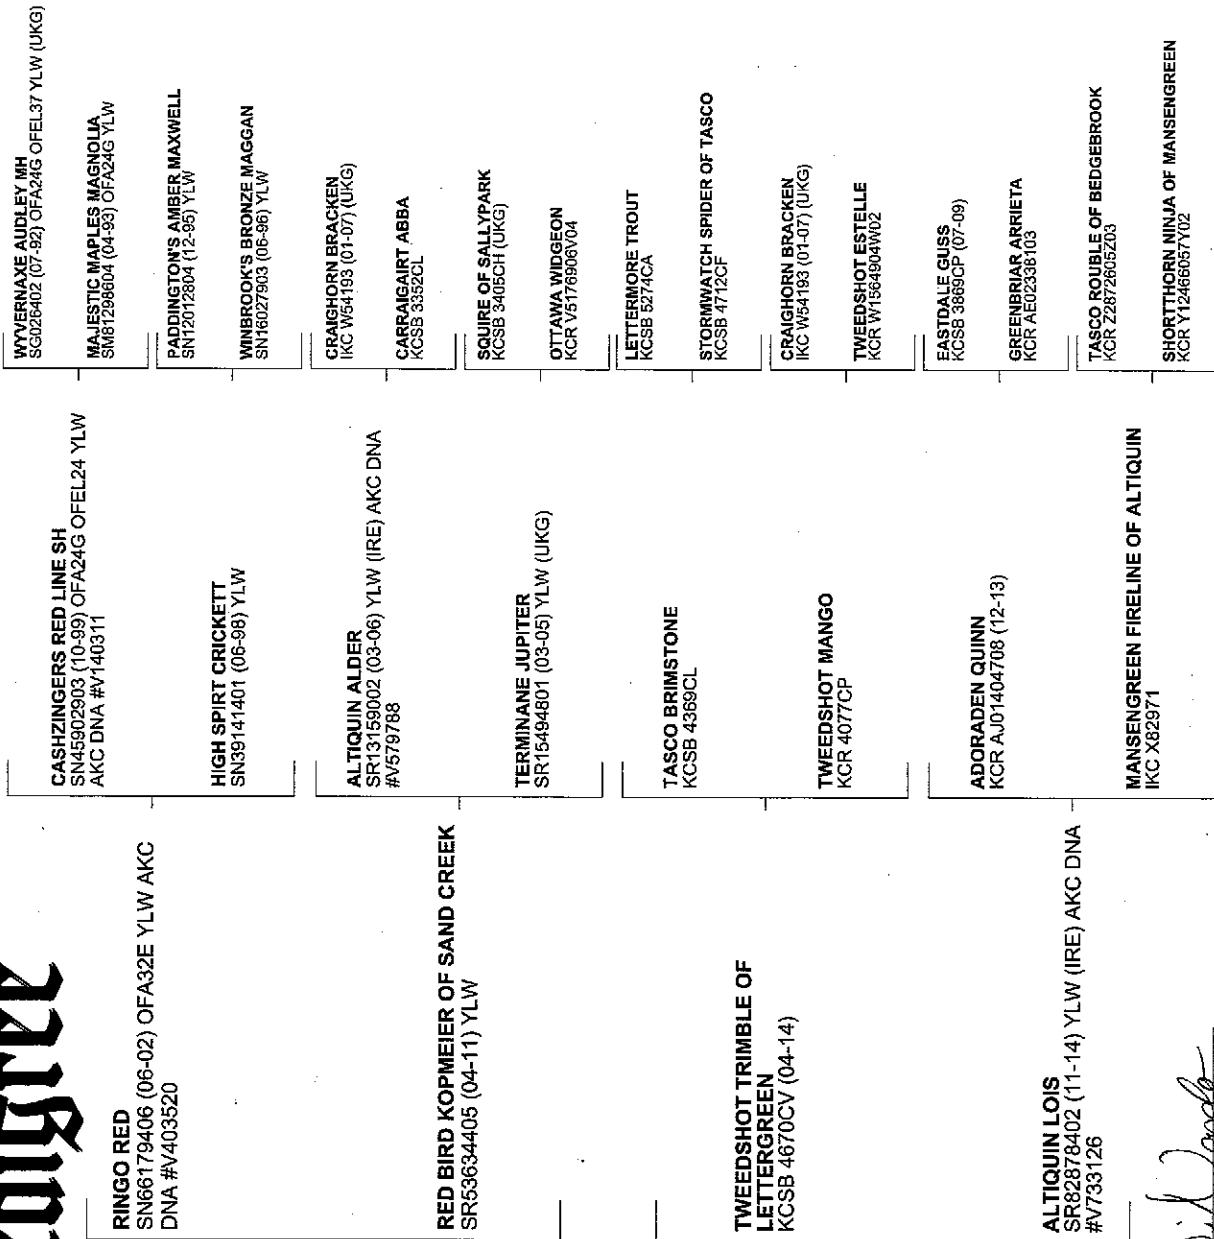 RINGO RED
SN66179406 (06-02) OFA32E YLW AKC
DNA #V403520
RED BIRD KOPMEIER OF SAND CREEK
SR53634405 (04-11) YLW
TWEEDSHOT TRIMBLE OF
LETTERGREEN
KCSB 4670CV (04-14)
ALTIQUIN LOIS
SR82878402 (11-14) YLW (IRE) AKC DNA
#V733126
CASHZINGERS RED LINE SH
SN45902903 (10-99) OFA24G OFEL24 YLW
AKC DNA #V140311
HIGH SPIRT CRICKETT
SN39141401 (06-98) YLW
ALTIQUIN ALDER
SR13159002 (03-06) YLW (IRE) AKC DNA
#V579788
TERMINANE JUPITER
SR15494801 (03-05) YLW (UKG)
TASCO BRIMSTONE
KCSB 4369CL
TWEEDSHOT MANGO
KCR 4077CP
ADORADEN QUINN
KCR AJ01404708 (12-13)
MANSENGREEN FIRELINE OF ALTIQUIN
IKC X82971
WYVERNAXE AUDLEY MH
SG026402 (07-92) OFA24G OFEL37 YLW (UKG)
MAJESTIC MAPLES MAGNOLIA
SM81298604 (04-93) OFA24G YLW
PADDINGTON'S AMBER MAXWELL
SN12012804 (12-95) YLW
WINBROOK'S BRONZE MAGGAN
SN16027903 (06-96) YLW
CRAIGHORN BRACKEN
IKC W54193 (01-07) (UKG)
CARRAIGAIRT ABBA
KCSB 3352CL
SQUIRE OF SALLYPARK
KCSB 3405CH (UKG)
OTTAWA WIDGEON
KCR V5176906V04
LETTERMORE TROUT
KCSB 5274CA
STORMWATCH SPIDER OF TASCO
KCSB 4712CF
CRAIGHORN BRACKEN
IKC W54193 (01-07) (UKG)
TWEEDSHOT ESTELLE
KCR W1564904W02
EASTDALE GUSS
KCSB 3869CP (07-09)
GREENBRIAR ARRIETA
KCR AE02338103
TASCO ROUBLE OF BEDGEBROOK
KCR Z2872605Z03
SHORTTHORN NINJA OF MANSENGREEN
KCR Y1246605​7Y02